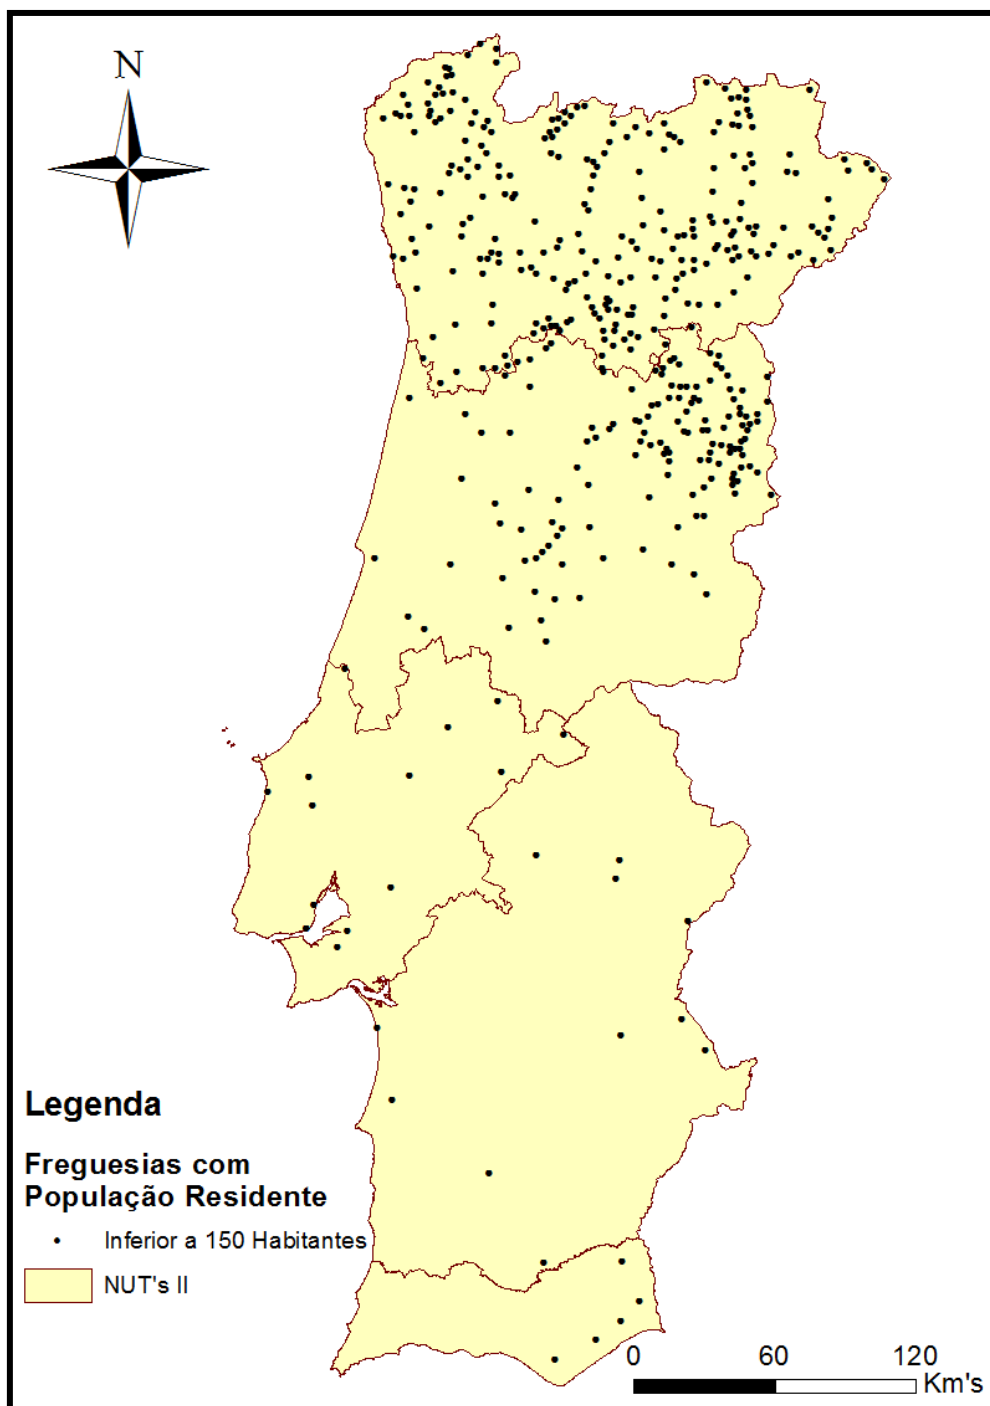 N
Legenda
Freguesias com
População Residente
Inferior a 150 Habitantes
NUT's II
0 60 120
Km's